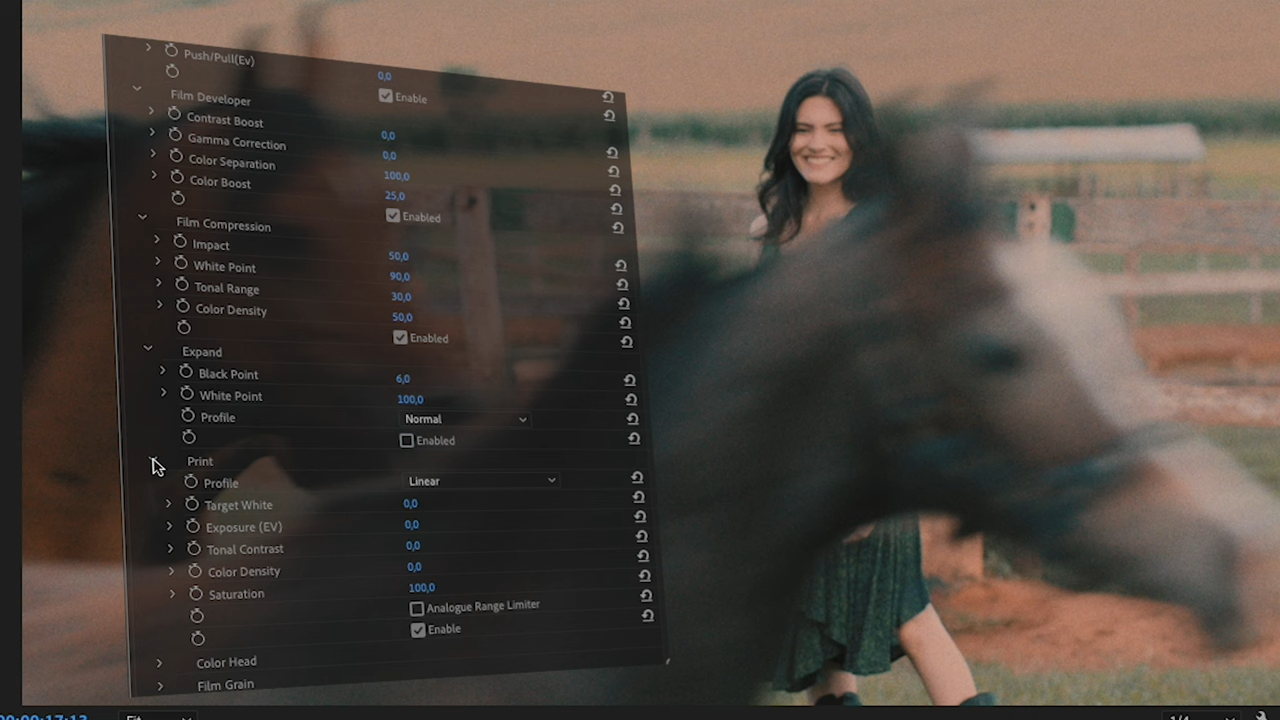 Push/Pull(Ev) 0,0
Enable
Film Developer
Contrast Boost 0,0
Gamma Correction 0,0
Color Separation 100,0
Color Boost 25,0
Enabled
Film Compression
Impact 50,0
White Point 90,0
Tonal Range 30,0
Color Density 50,0
Enabled
Expand
Black Point 6,0
White Point 100,0
Profile Normal
Enabled
Print
Profile Linear
Target White 0,0
Exposure (EV) 0,0
Tonal Contrast 0,0
Color Density 0,0
Saturation 100,0
Analogue Range Limiter
Enable
Color Head
Film Grain
Fit